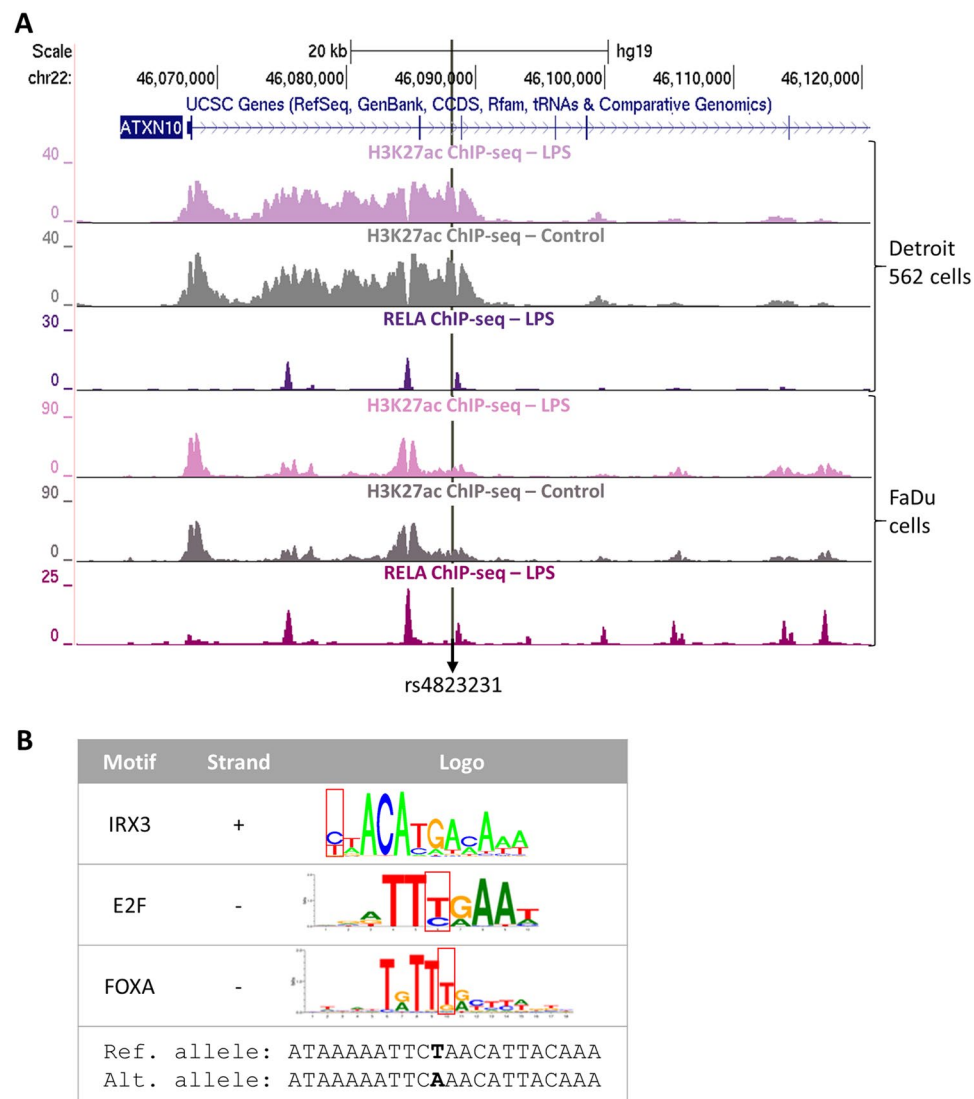 A
Scale 20 kb hg19
chr22: 46,070,000 46,080,000 46,090,000 46,100,000 46,110,000 46,120,000
UCSC Genes (RefSeq, GenBank, CCDS, Rfam, tRNAs & Comparative Genomics)
ATXN10
H3K27ac ChIP-seq – LPS
40
0
H3K27ac ChIP-seq – Control
40
0
Detroit
562 cells
RELA ChIP-seq – LPS
30
0
H3K27ac ChIP-seq – LPS
90
0
H3K27ac ChIP-seq – Control
90
0
FaDu
cells
RELA ChIP-seq – LPS
25
0
rs4823231
B
Motif Strand Logo
IRX3 +
E2F -
FOXA -
Ref. allele: ATAAAAATTCTAACATTACAAA
Alt. allele: ATAAAAATTCAAACATTACAAA